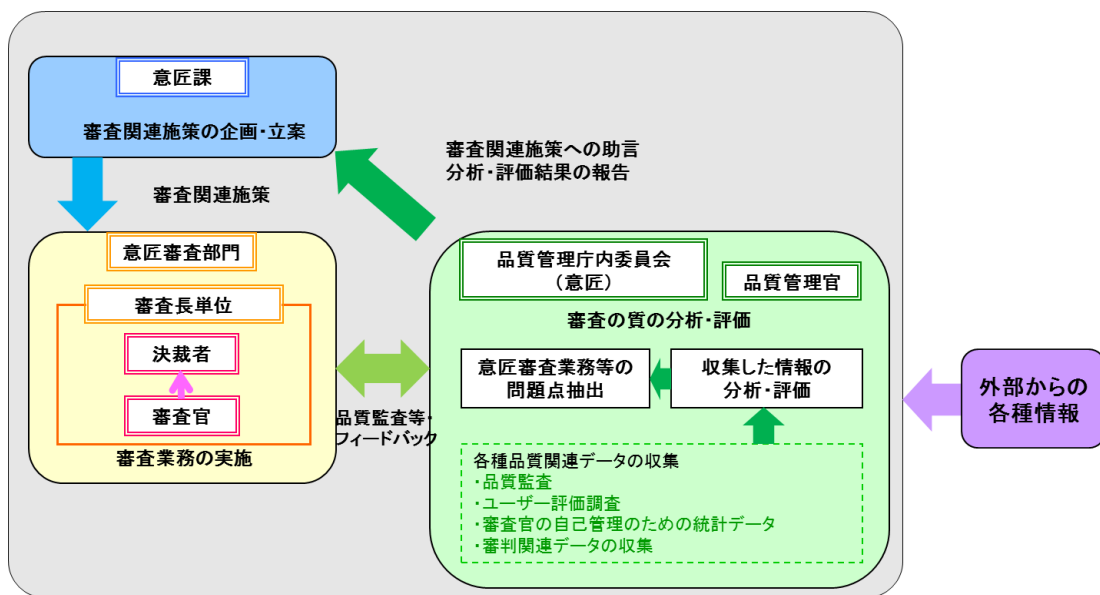 意匠課
審査関連施策の企画・立案
審査関連施策への助言
分析・評価結果の報告
審査関連施策
意匠審査部門
審査長単位
決裁者
審査官
審査業務の実施
品質監査等・
フィードバック
品質管理庁内委員会
（意匠）
品質管理官
審査の質の分析・評価
意匠審査業務等の
問題点抽出
収集した情報の
分析・評価
各種品質関連データの収集
・品質監査
・ユーザー評価調査
・審査官の自己管理のための統計データ
・審判関連データの収集
外部からの
各種情報